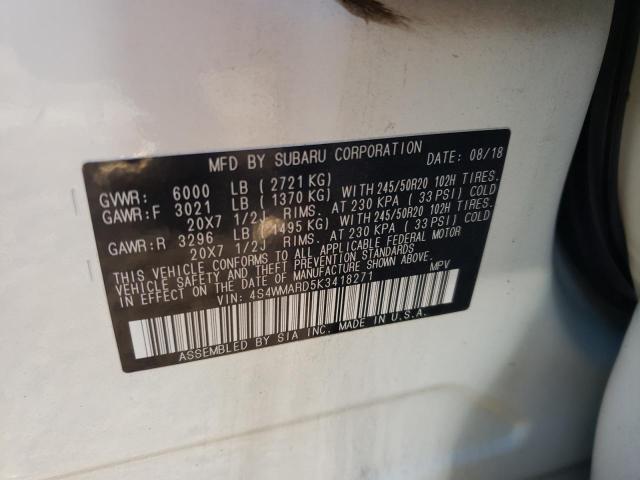 MFD BY SUBARU CORPORATION DATE: 08/18
GVWR: 6000 LB ( 2721 KG)
GAWR:F 3021 LB ( 1370 KG) WITH 245/50R20 102H TIRES.
20X7 1/2J RIMS. AT 230 KPA ( 33 PSI) COLD
GAWR:R 3296 LB ( 1495 KG) WITH 245/50R20 102H TIRES.
20X7 1/2J RIMS. AT 230 KPA ( 33 PSI) COLD
THIS VEHICLE CONFORMS TO ALL APPLICABLE FEDERAL MOTOR
VEHICLE SAFETY AND THEFT PREVENTION STANDARDS
IN EFFECT ON THE DATE OF MANUFACTURE SHOWN ABOVE.
VIN: 4S4WMARD5K3418271 MPV
ASSEMBLED BY SIA INC. MADE IN U.S.A.